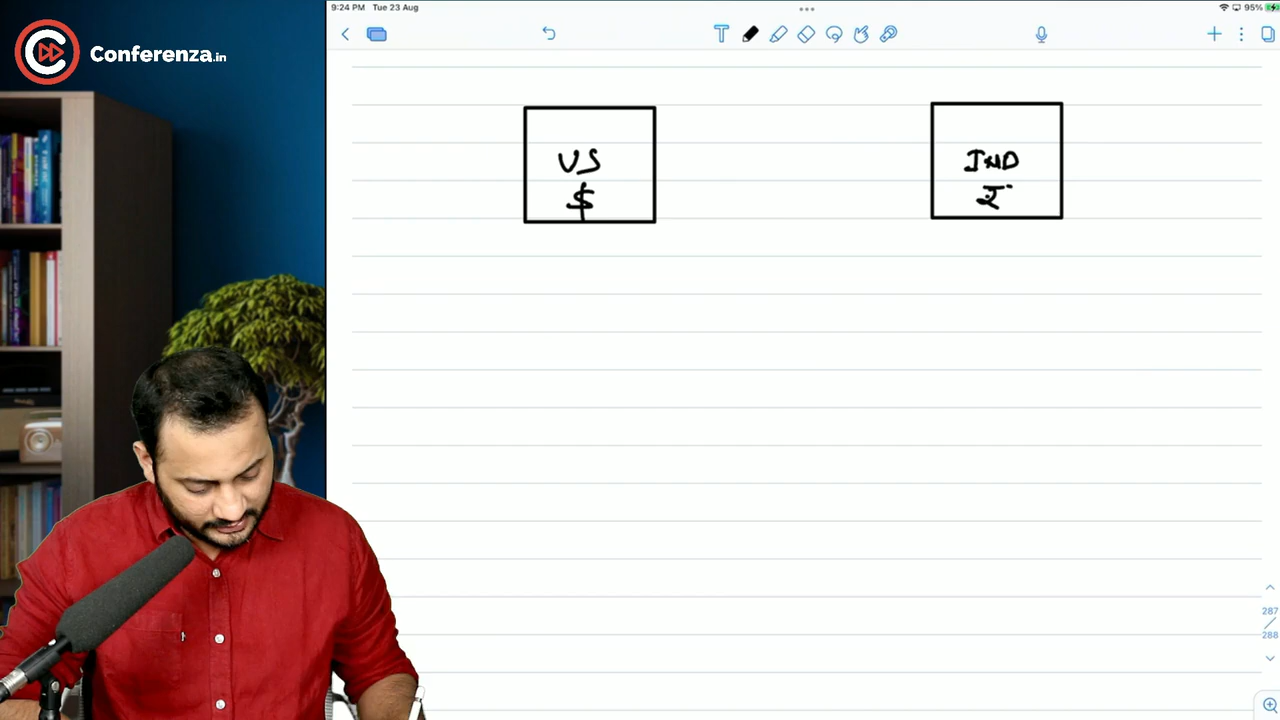 9:24 PM Tue 23 Aug
95%
Conferenza.in
T
US
$
IND
₹
287
288